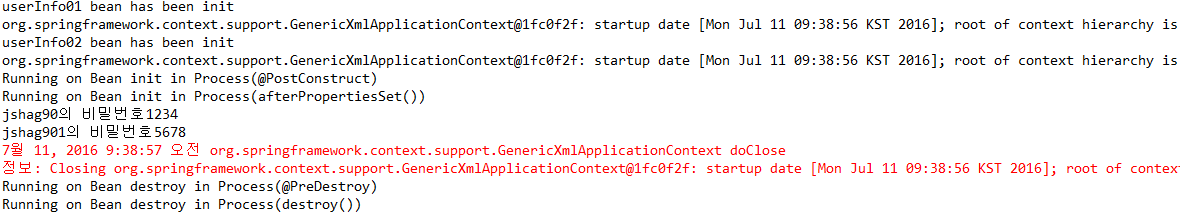 userInfo01 bean has been init
org.springframework.context.support.GenericXmlApplicationContext@1fc0f2f: startup date [Mon Jul 11 09:38:56 KST 2016]; root of context hierarchy is
userInfo02 bean has been init
org.springframework.context.support.GenericXmlApplicationContext@1fc0f2f: startup date [Mon Jul 11 09:38:56 KST 2016]; root of context hierarchy is
Running on Bean init in Process(@PostConstruct)
Running on Bean init in Process(afterPropertiesSet())
jshag90의 비밀번호1234
jshag901의 비밀번호5678
7월 11, 2016 9:38:57 오전 org.springframework.context.support.GenericXmlApplicationContext doClose
정보: Closing org.springframework.context.support.GenericXmlApplicationContext@1fc0f2f: startup date [Mon Jul 11 09:38:56 KST 2016]; root of contex
Running on Bean destroy in Process(@PreDestroy)
Running on Bean destroy in Process(destroy())